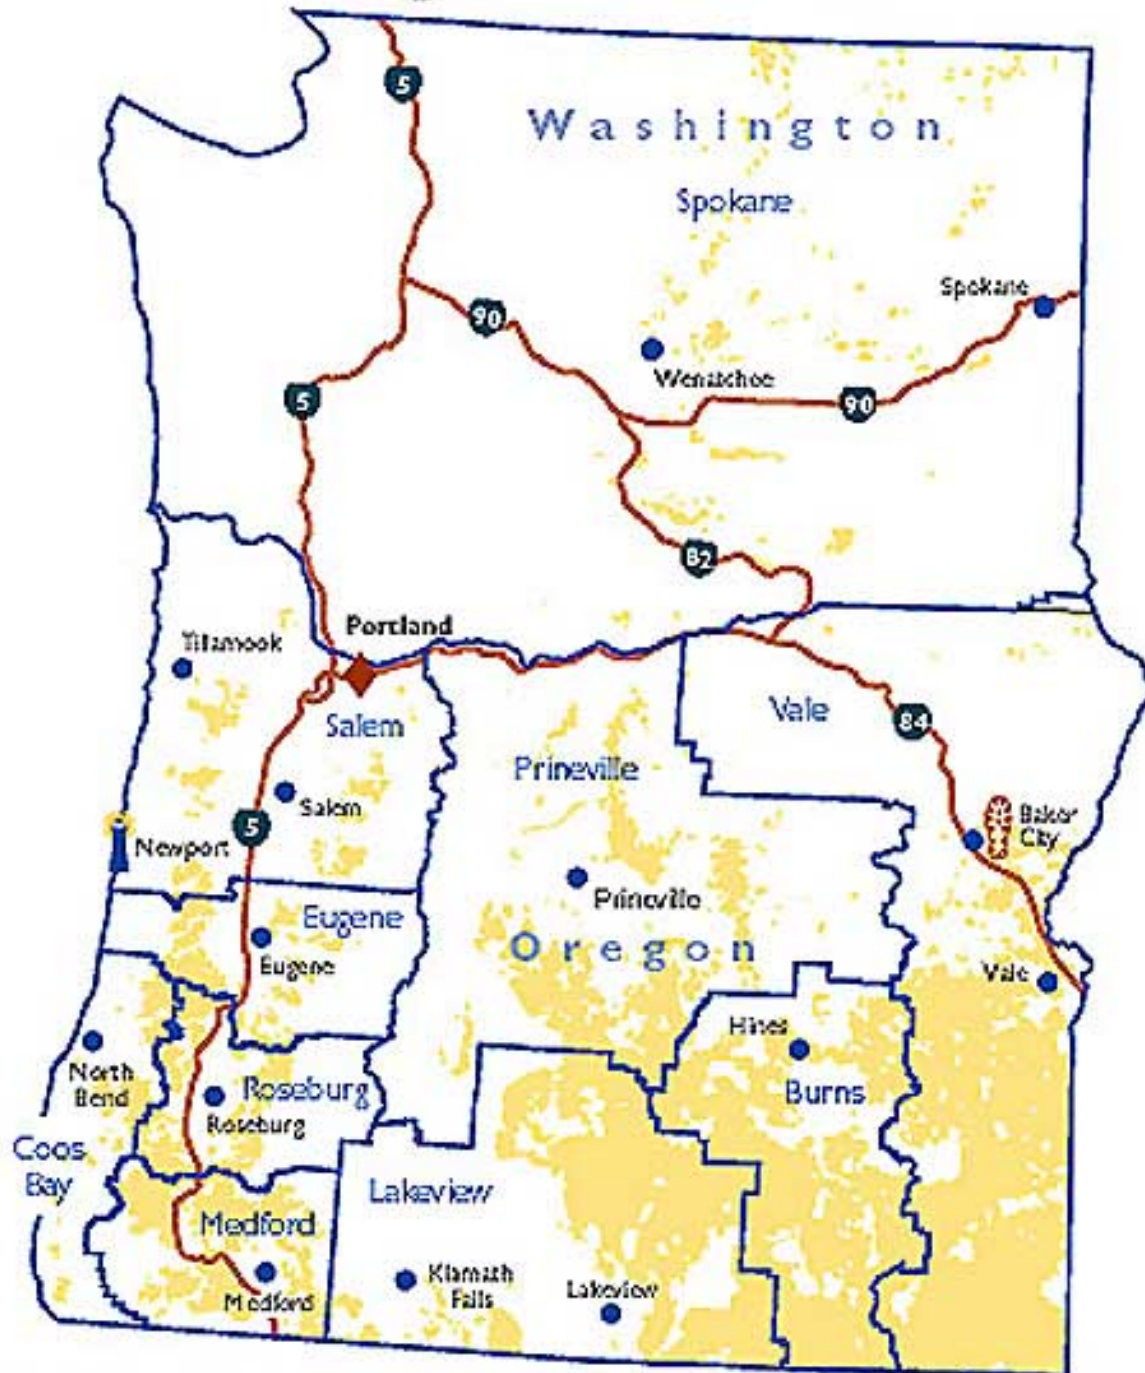 5
Washington
Spokane
Spokane
90
Wenatchee
5
90
82
Portland
Tillamook
Salem
Vale
84
Prineville
Salem
5
Newport
Baker
City
Prineville
Eugene
Oregon
Eugene
Vale
Hines
North
Bend
Roseburg
Burns
Roseburg
Coos
Bay
Lakeview
Medford
Klamath
Falls
Lakeview
Medford